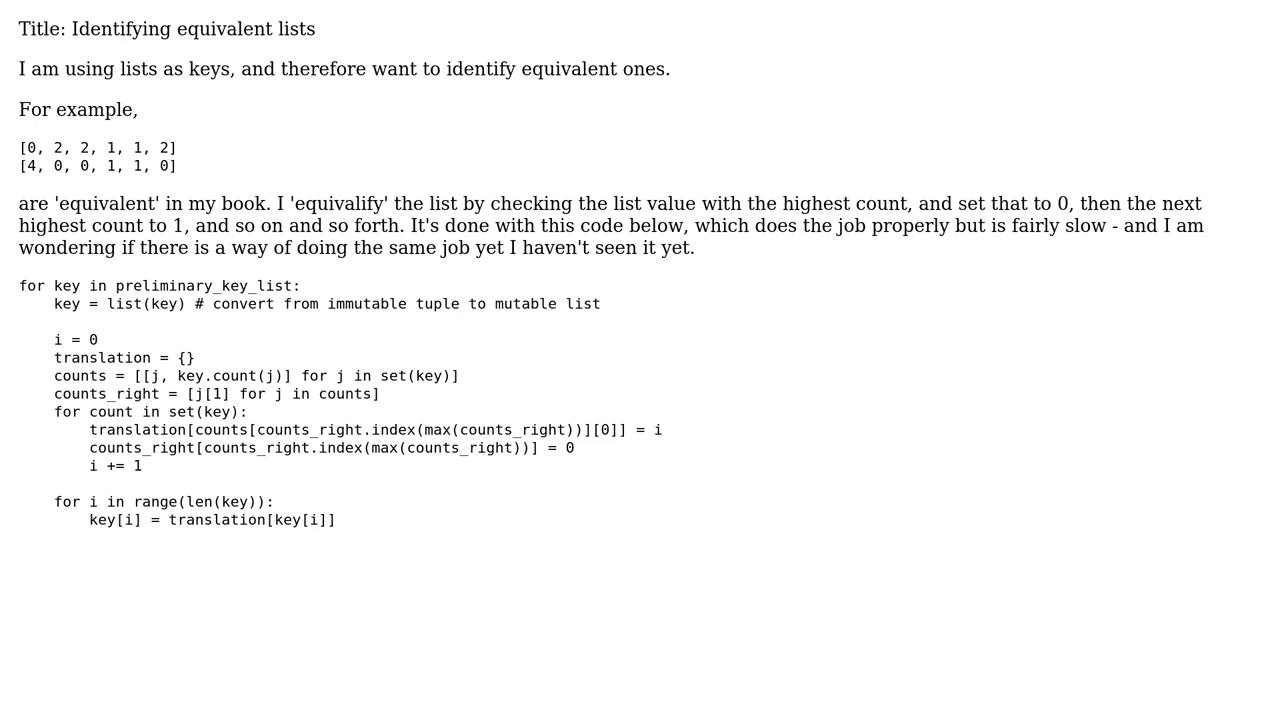 Title: Identifying equivalent lists
I am using lists as keys, and therefore want to identify equivalent ones.
For example,
[0, 2, 2, 1, 1, 2]
[4, 0, 0, 1, 1, 0]
are 'equivalent' in my book. I 'equivalify' the list by checking the list value with the highest count, and set that to 0, then the next
highest count to 1, and so on and so forth. It's done with this code below, which does the job properly but is fairly slow - and I am
wondering if there is a way of doing the same job yet I haven't seen it yet.
for key in preliminary_key_list:
    key = list(key) # convert from immutable tuple to mutable list
    i = 0
    translation = {}
    counts = [[j, key.count(j)] for j in set(key)]
    counts_right = [j[1] for j in counts]
    for count in set(key):
        translation[counts[counts_right.index(max(counts_right))][0]] = i
        counts_right[counts_right.index(max(counts_right))] = 0
        i += 1
    for i in range(len(key)):
        key[i] = translation[key[i]]